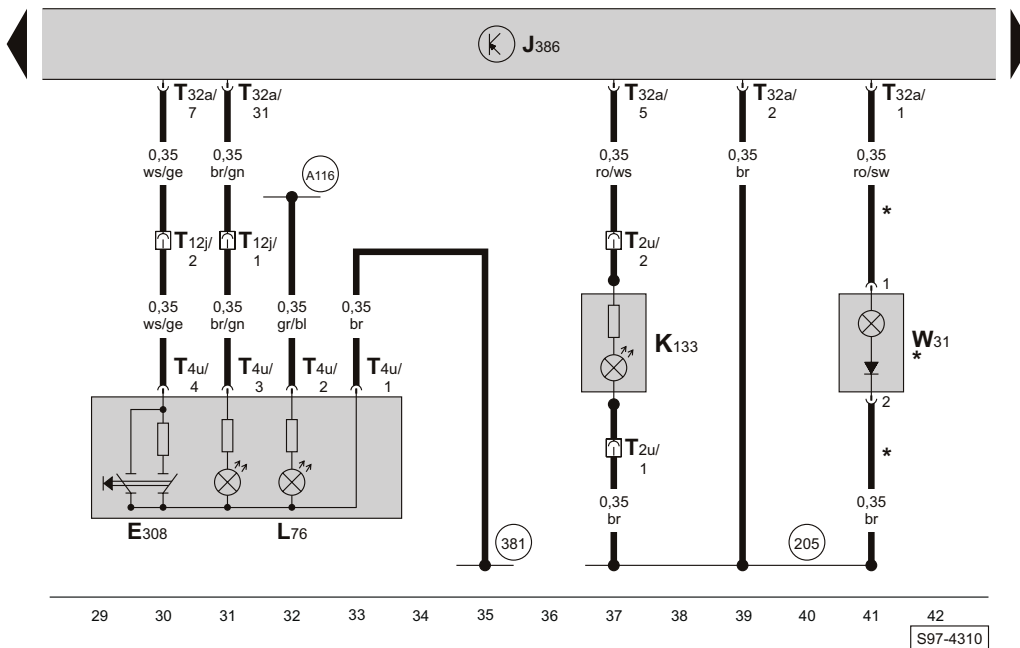 J386
T32a/ T32a/ T32a/ T32a/ T32a/
7 31 5 2 1
0,35 0,35 0,35 0,35 0,35
ws/ge br/gn ro/ws br ro/sw
A116
*
T12j/ T12j/ T2u/
2 1 2
1
0,35 0,35 0,35 0,35
ws/ge br/gn gr/bl br
K133 W31
*
T4u/ T4u/ T4u/ T4u/
4 3 2 1
2
T2u/ *
1
0,35 0,35
br br
E308 L76
381 205
29 30 31 32 33 34 35 36 37 38 39 40 41 42
S97-4310